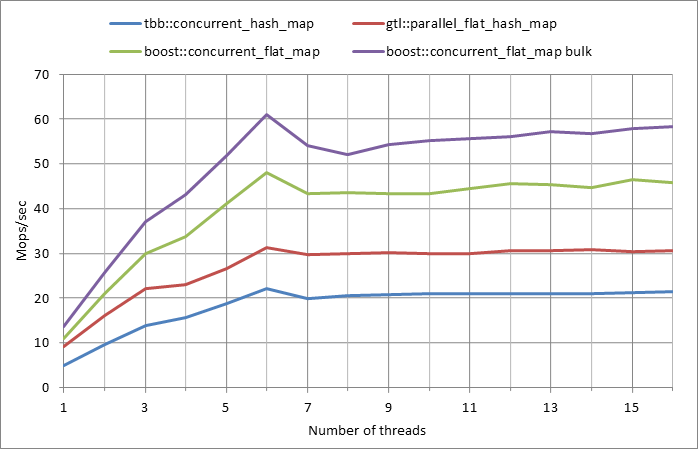 tbb::concurrent_hash_map gtl::parallel_flat_hash_map
boost::concurrent_flat_map boost::concurrent_flat_map bulk
70
60
50
40
30
20
10
0
Mops/sec
1 3 5 7 9 11 13 15
Number of threads